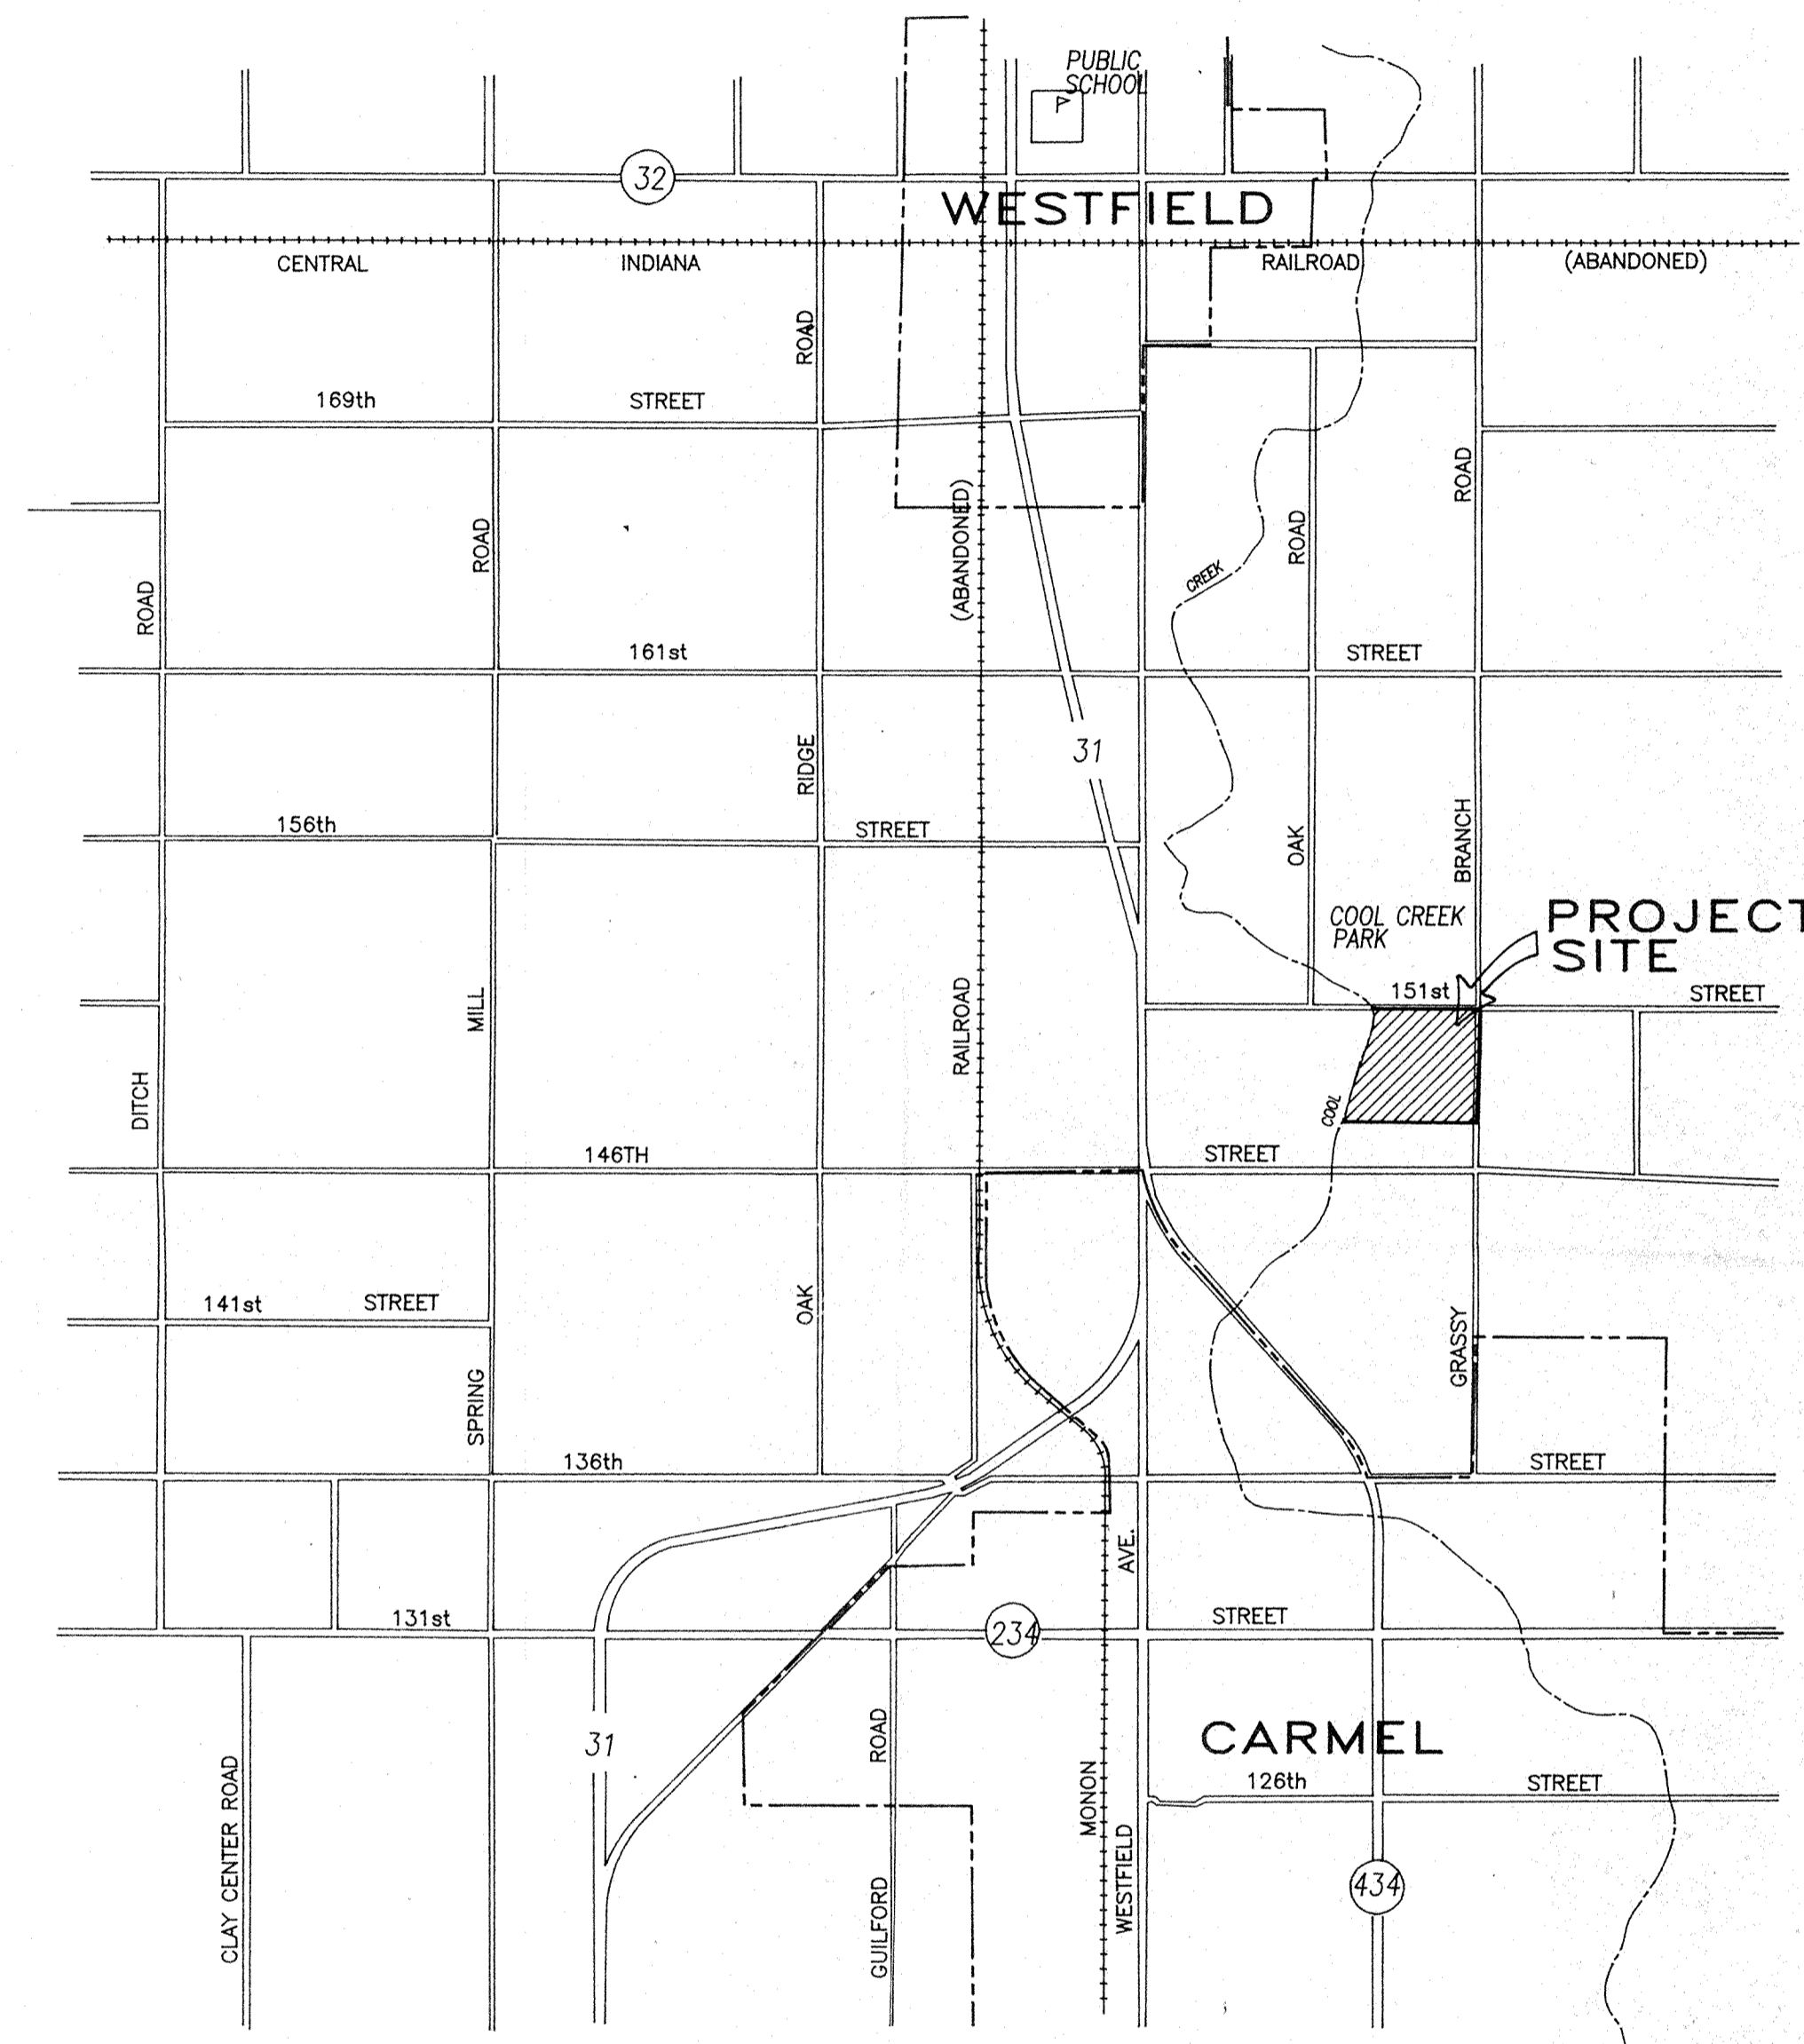 PUBLIC
SCHOOL
32
WESTFIELD
CENTRAL INDIANA RAILROAD (ABANDONED)
ROAD
169th STREET
ROAD
(ABANDONED)
ROAD
ROAD
CREEK
ROAD
161st STREET
31
RIDGE
156th STREET
OAK
BRANCH
COOL CREEK
PARK
PROJECT
SITE
151st STREET
MILL
RAILROAD
DITCH
COOL
146TH STREET
141st STREET
OAK
GRASSY
SPRING
136th STREET
AVE.
131st STREET
234
31
ROAD
CARMEL
126th STREET
CLAY CENTER ROAD
MONON
WESTFIELD
GUILFORD
434